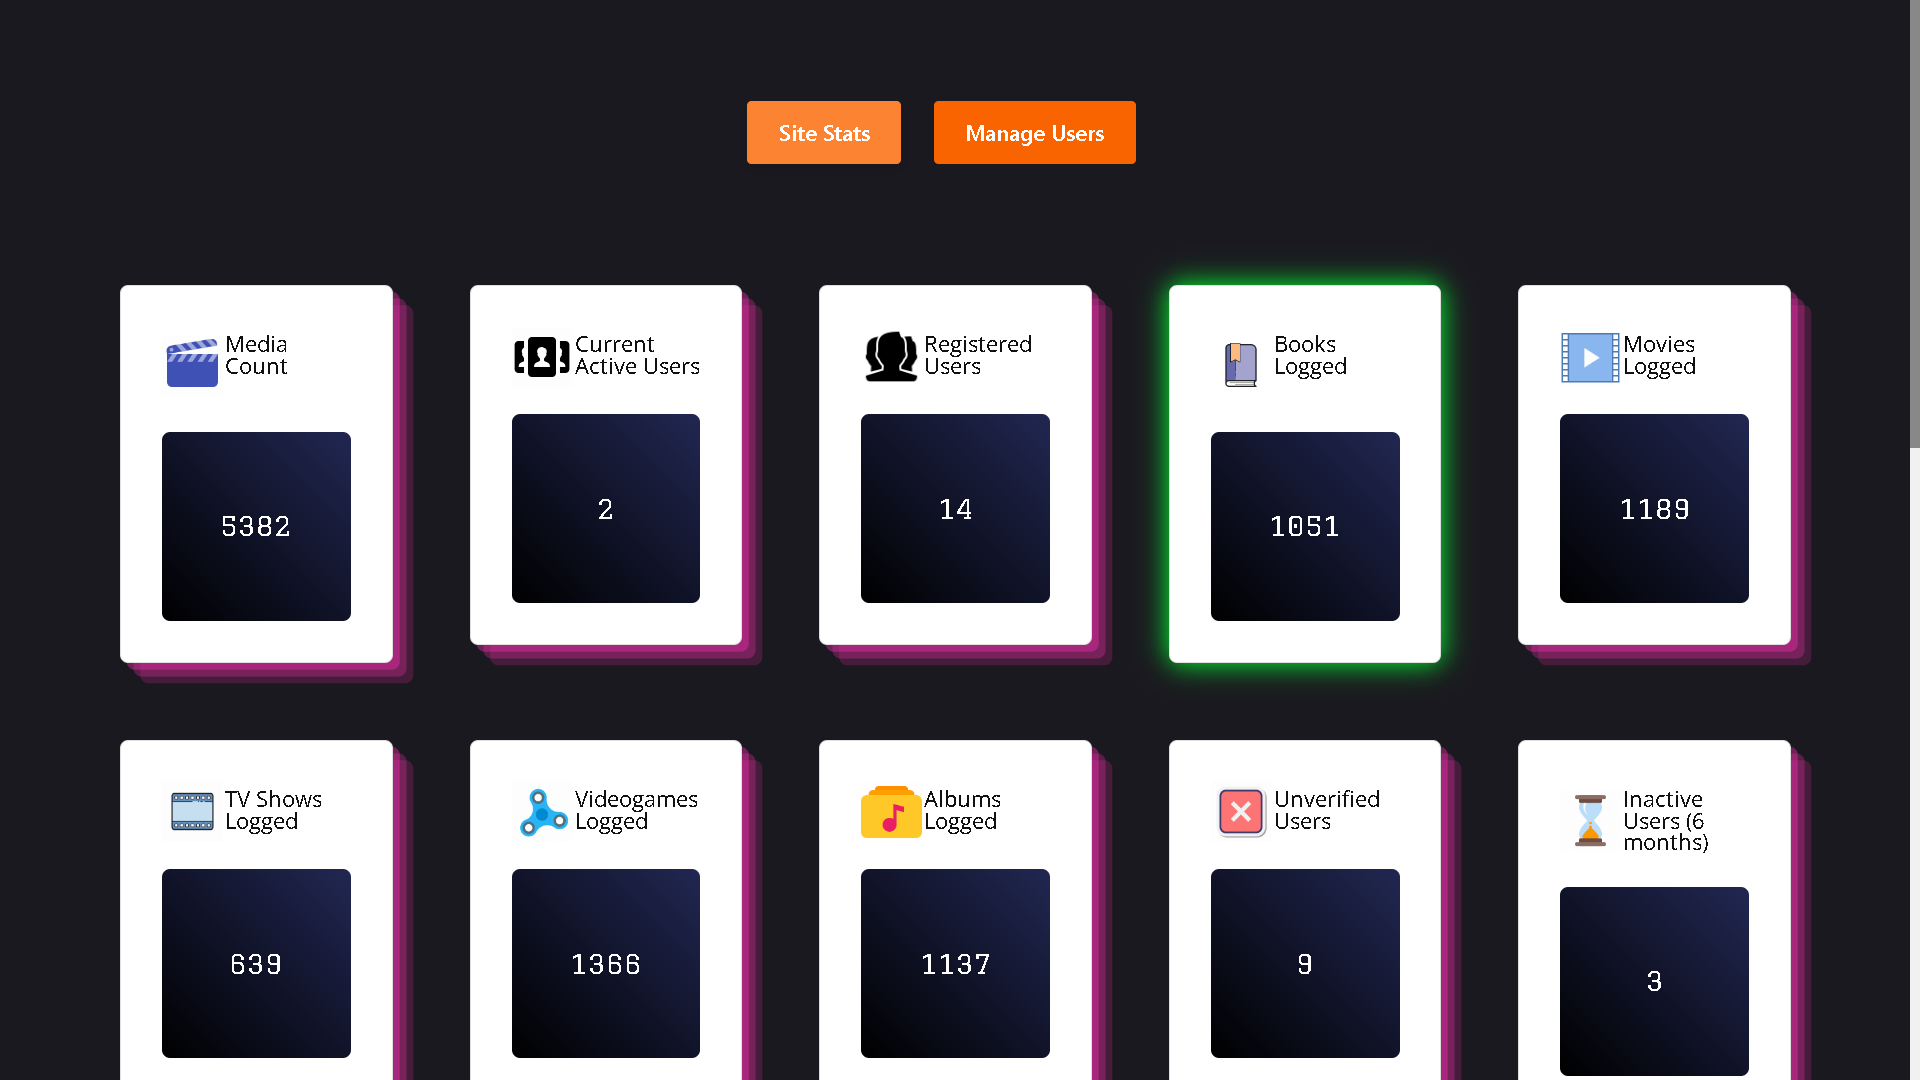 Site Stats
Manage Users
Media
Count
5382
Current
Active Users
2
Registered
Users
14
Books
Logged
1051
Movies
Logged
1189
TV Shows
Logged
639
Videogames
Logged
1366
Albums
Logged
1137
Unverified
Users
9
Inactive
Users (6
months)
3